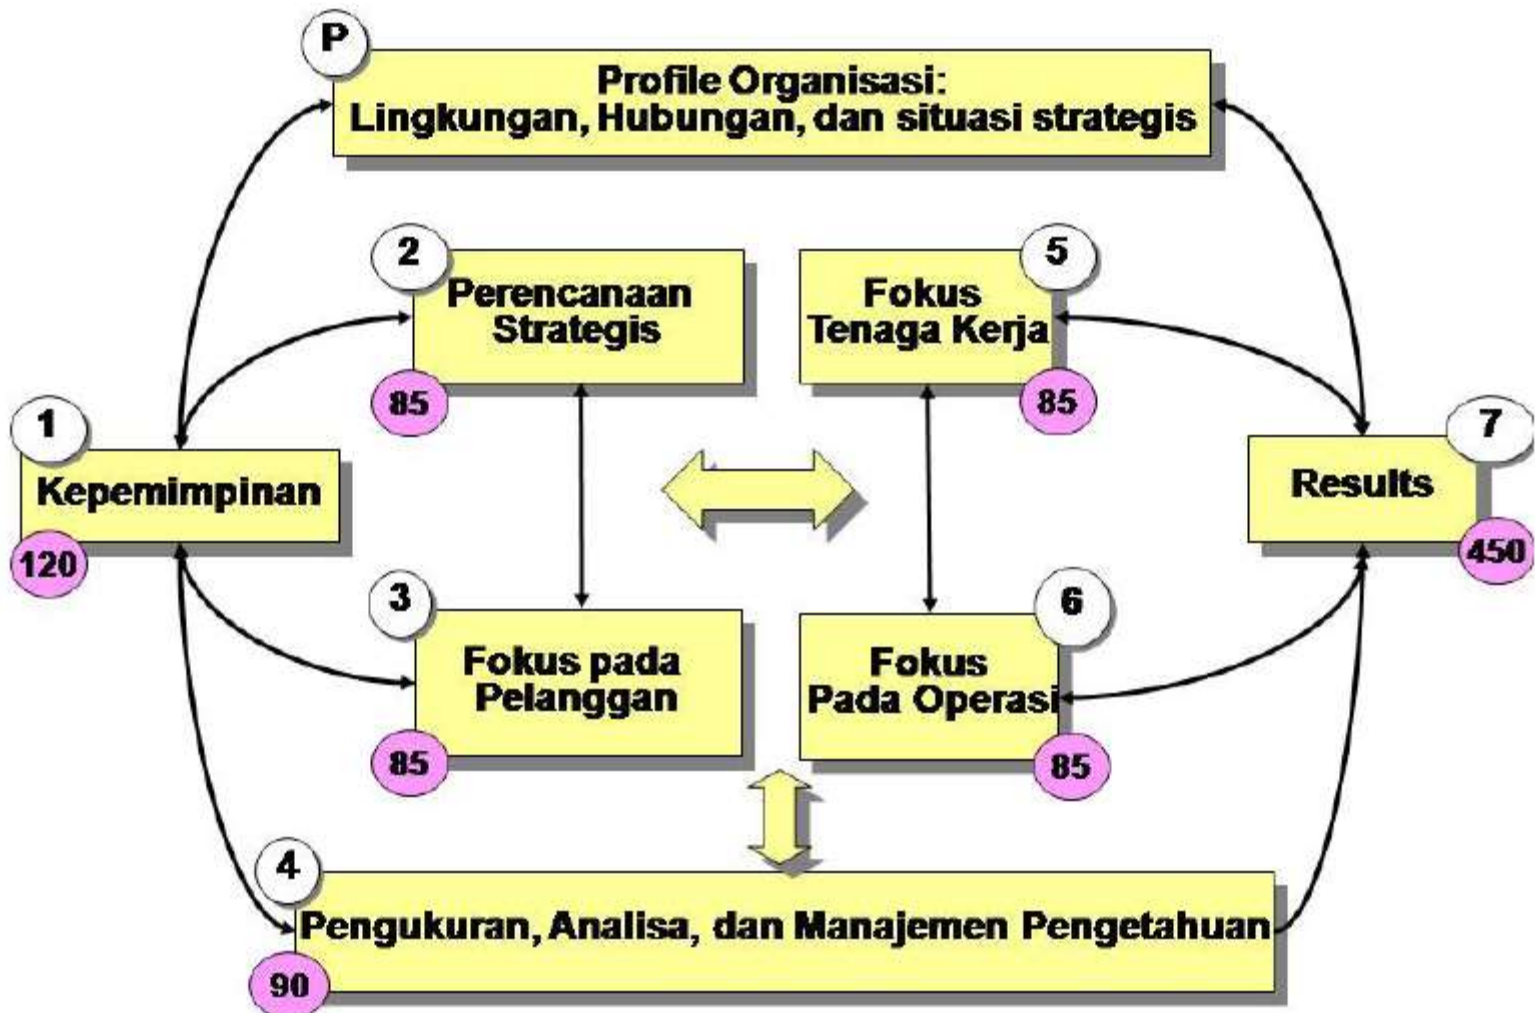 P
Profile Organisasi:
Lingkungan, Hubungan, dan situasi strategis
2
Perencanaan
Strategis
85
5
Fokus
Tenaga Kerja
85
1
Kepemimpinan
120
7
Results
450
3
Fokus pada
Pelanggan
85
6
Fokus
Pada Operasi
85
4
Pengukuran, Analisa, dan Manajemen Pengetahuan
90